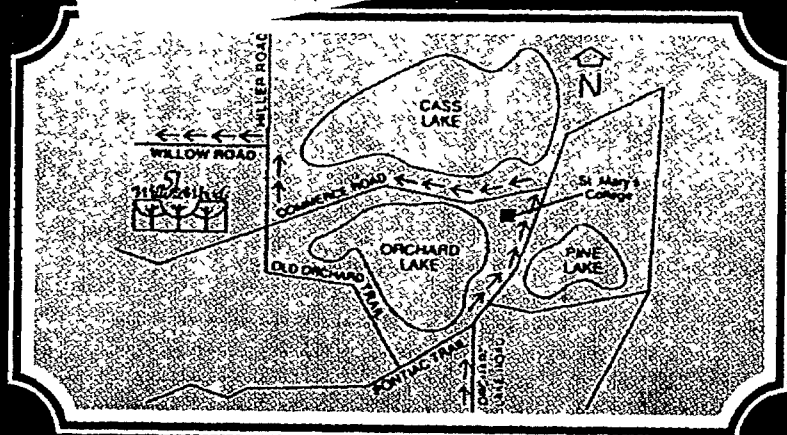 MILLER ROAD
CASS
LAKE
N
WILLOW ROAD
COMMERCE ROAD
St. Mary's
College
ORCHARD
LAKE
PINE
LAKE
OLD ORCHARD TRAIL
PONTIAC TRAIL
ORCHARD
LAKE ROAD